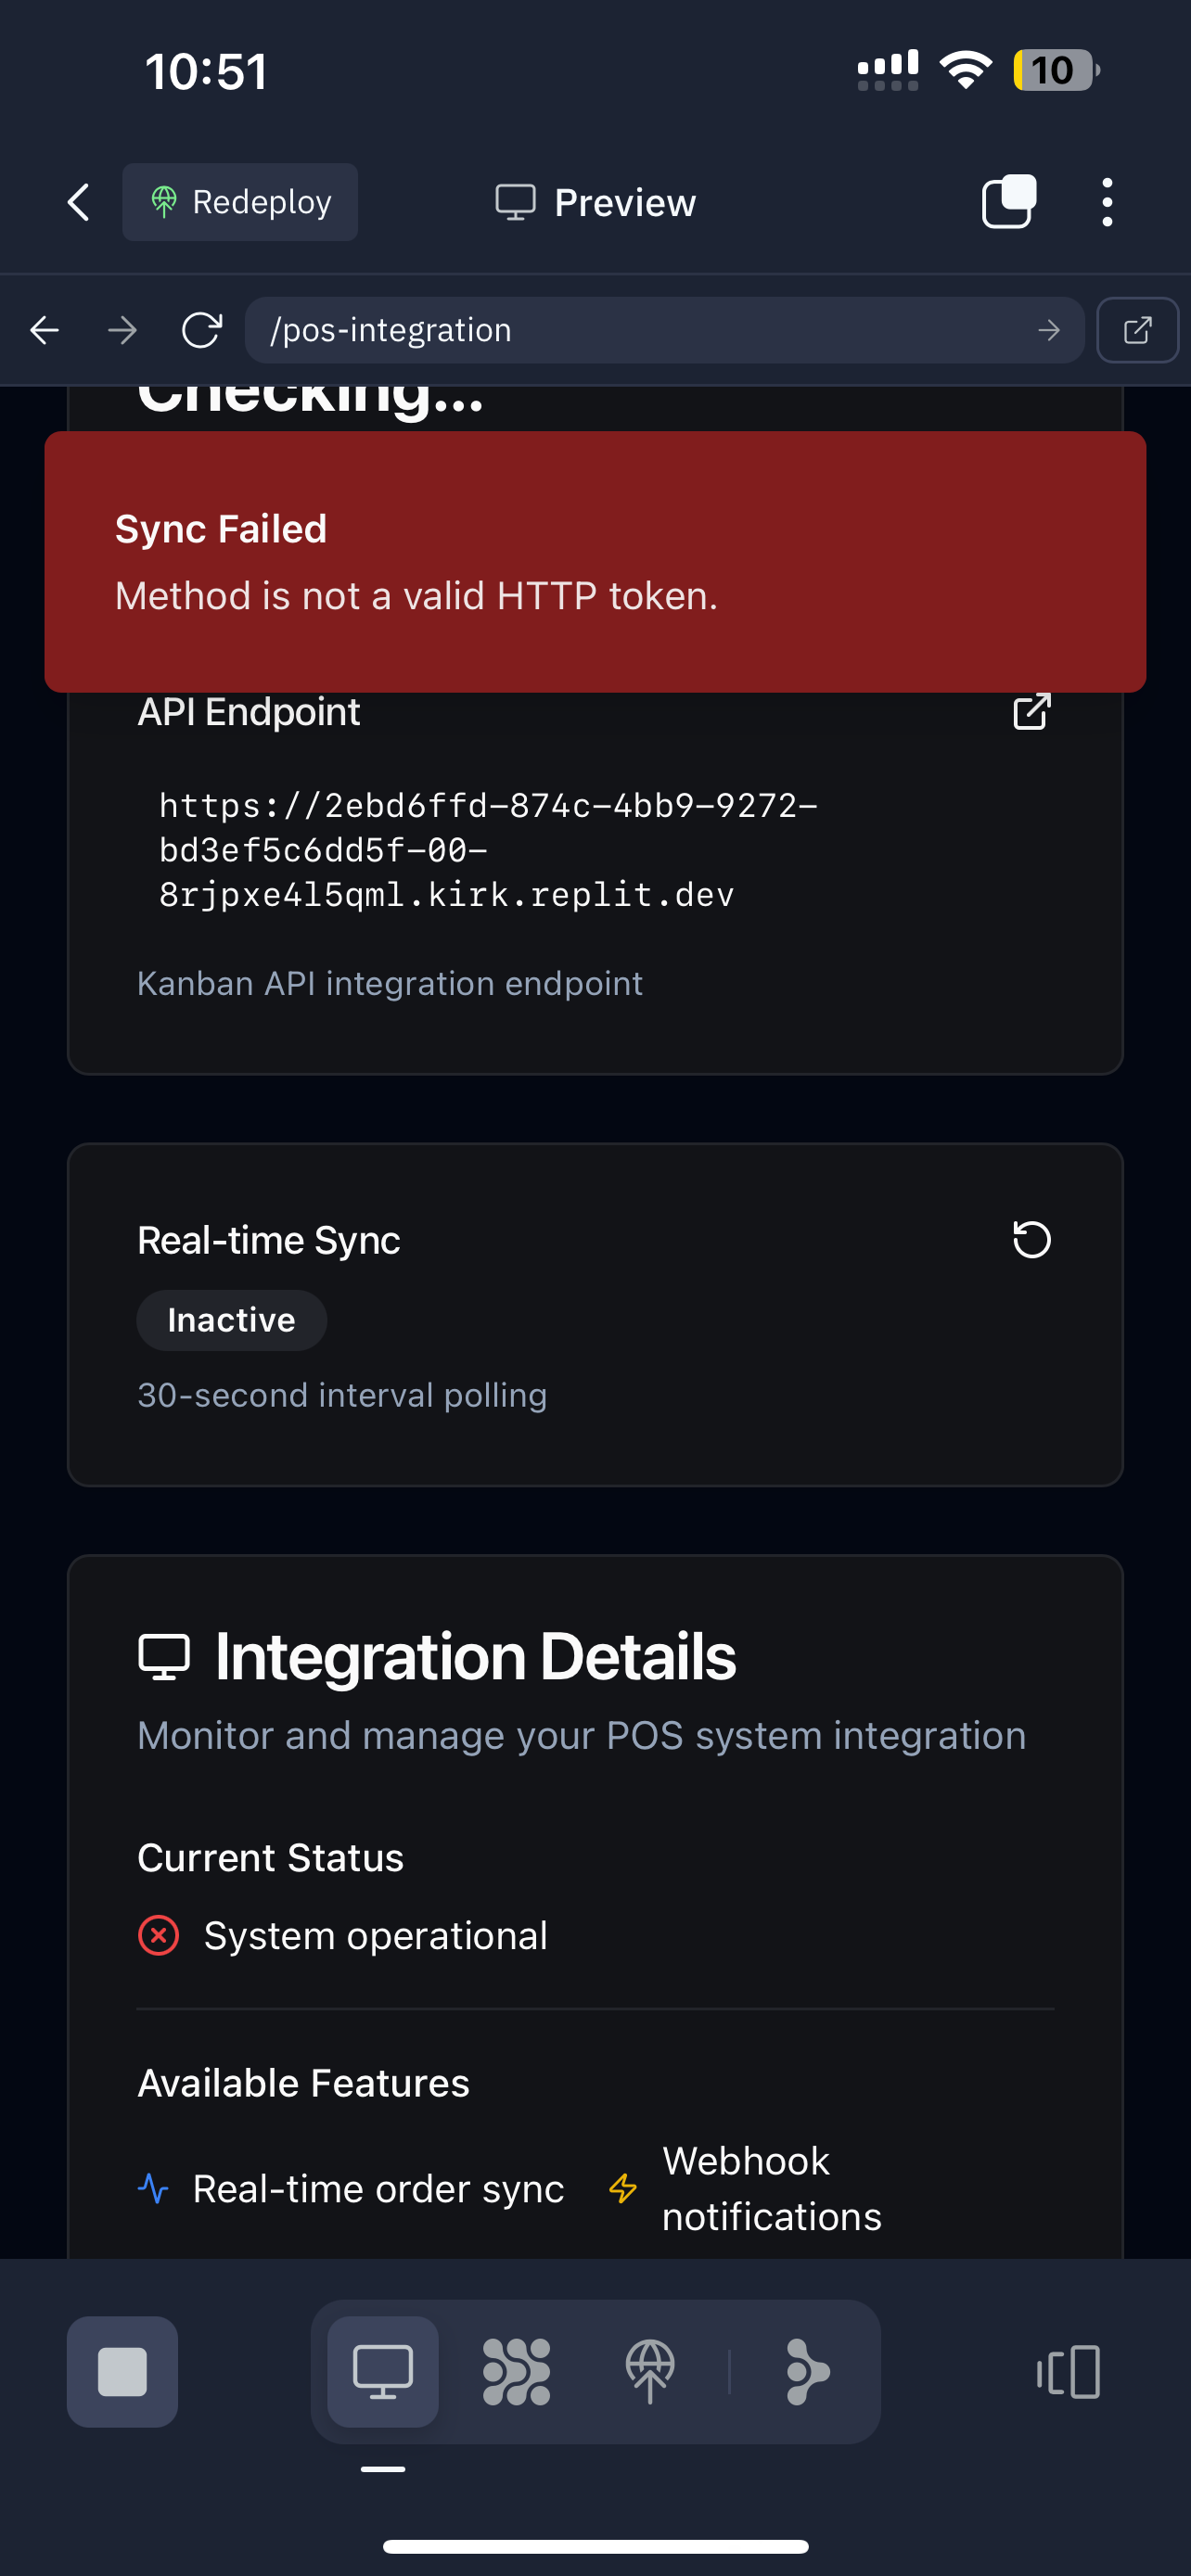 10:51
10
Redeploy
Preview
/pos-integration
Checking...
Sync Failed
Method is not a valid HTTP token.
API Endpoint
https://2ebd6ffd-874c-4bb9-9272-
bd3ef5c6dd5f-00-
8rjpxe4l5qml.kirk.replit.dev
Kanban API integration endpoint
Real-time Sync
Inactive
30-second interval polling
Integration Details
Monitor and manage your POS system integration
Current Status
System operational
Available Features
Real-time order sync
Webhook
notifications